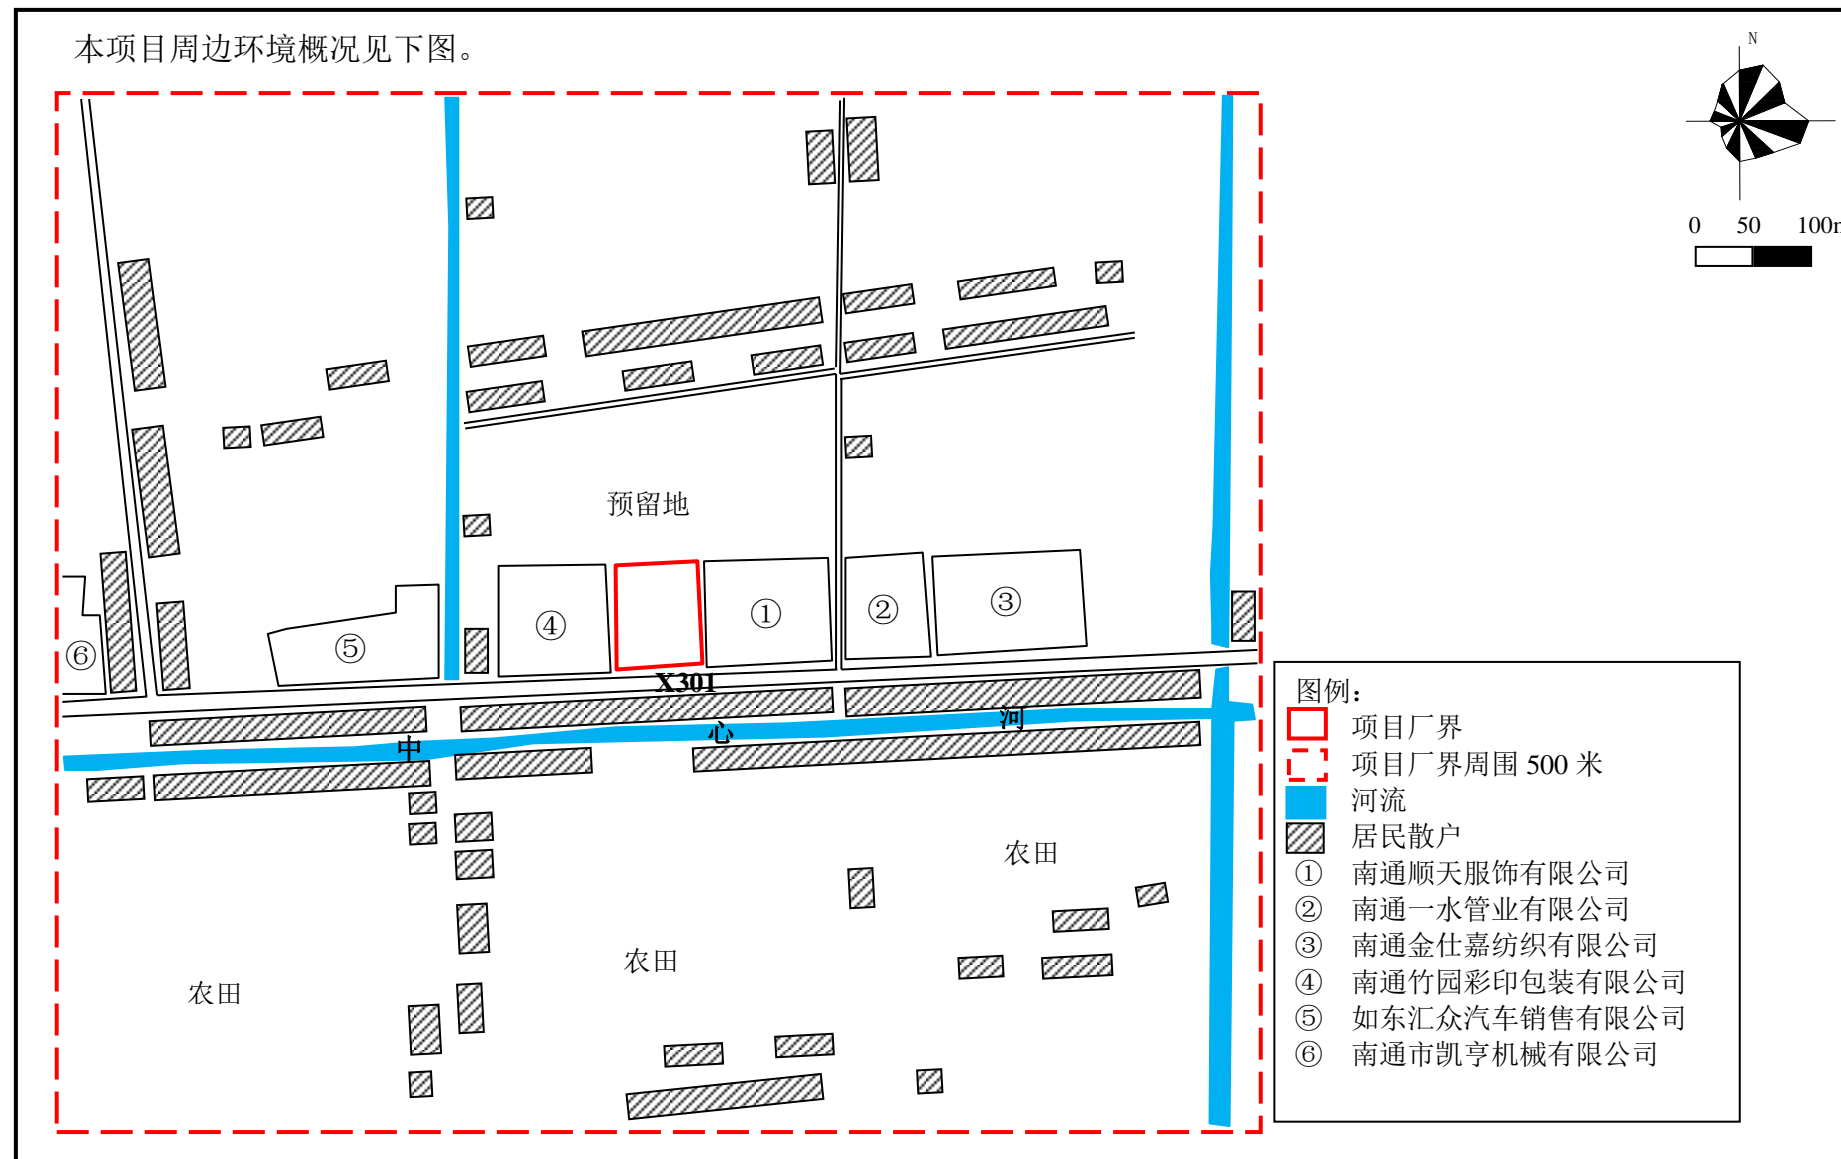 本项目周边环境概况见下图。
N
0 50 100m
预留地
④
①
②
③
⑤
⑥
X301
中 心 河
农田
农田
农田
图例：
项目厂界
项目厂界周围 500 米
河流
居民散户
① 南通顺天服饰有限公司
② 南通一水管业有限公司
③ 南通金仕嘉纺织有限公司
④ 南通竹园彩印包装有限公司
⑤ 如东汇众汽车销售有限公司
⑥ 南通市凯亨机械有限公司